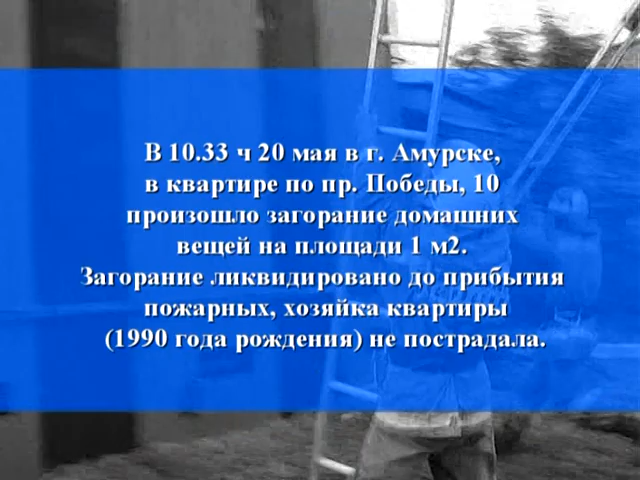 В 10.33 ч 20 мая в г. Амурске,
в квартире по пр. Победы, 10
произошло загорание домашних
вещей на площади 1 м2.
Загорание ликвидировано до прибытия
пожарных, хозяйка квартиры
(1990 года рождения) не пострадала.